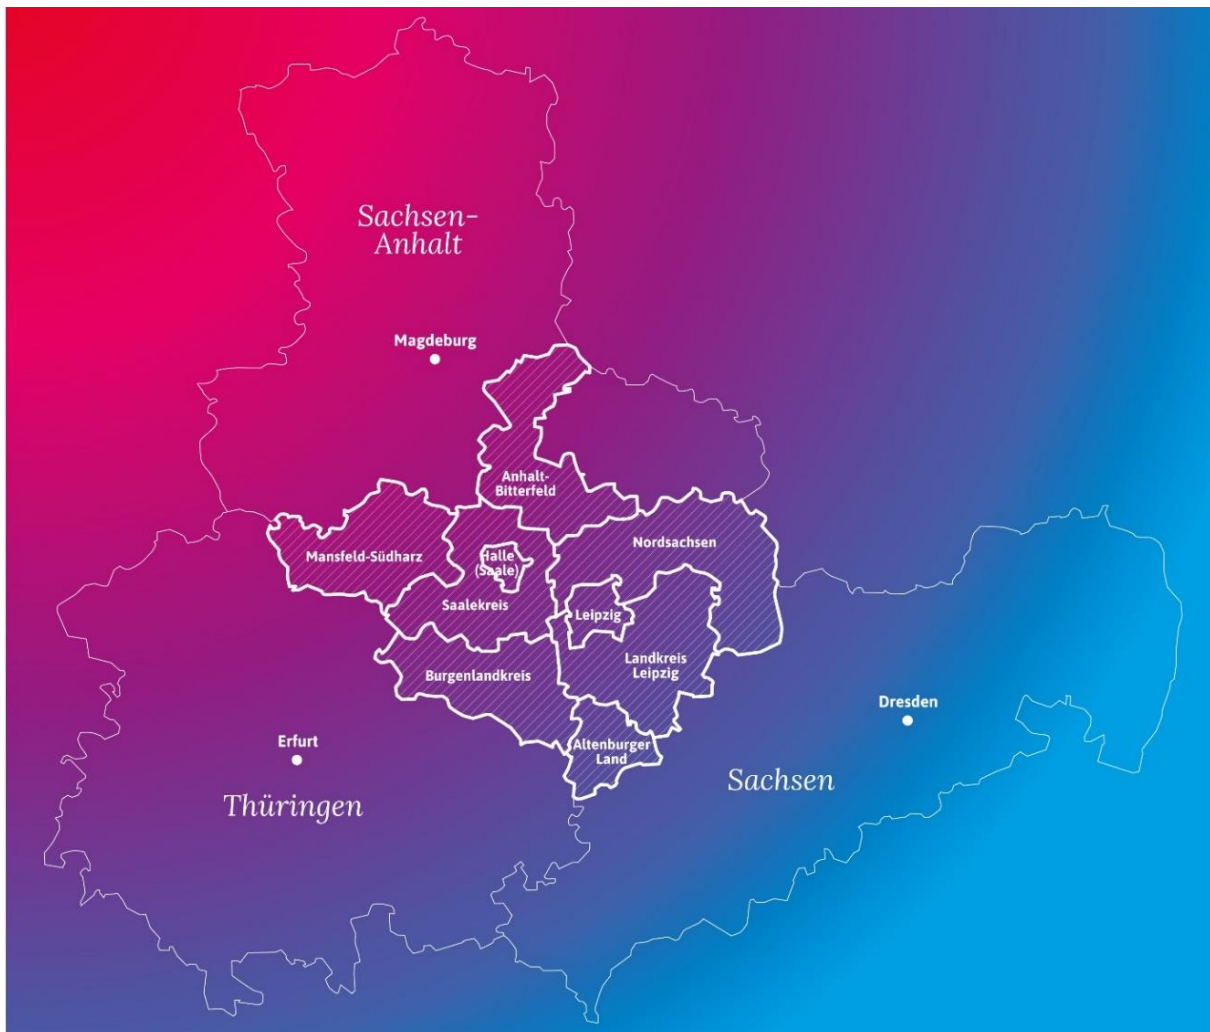 Sachsen-
Anhalt
Magdeburg
Anhalt-
Bitterfeld
Nordsachsen
Mansfeld-Südharz
Halle
(Saale)
Saalekreis
Leipzig
Landkreis
Leipzig
Burgenlandkreis
Dresden
Erfurt
Altenburger
Land
Sachsen
Thüringen